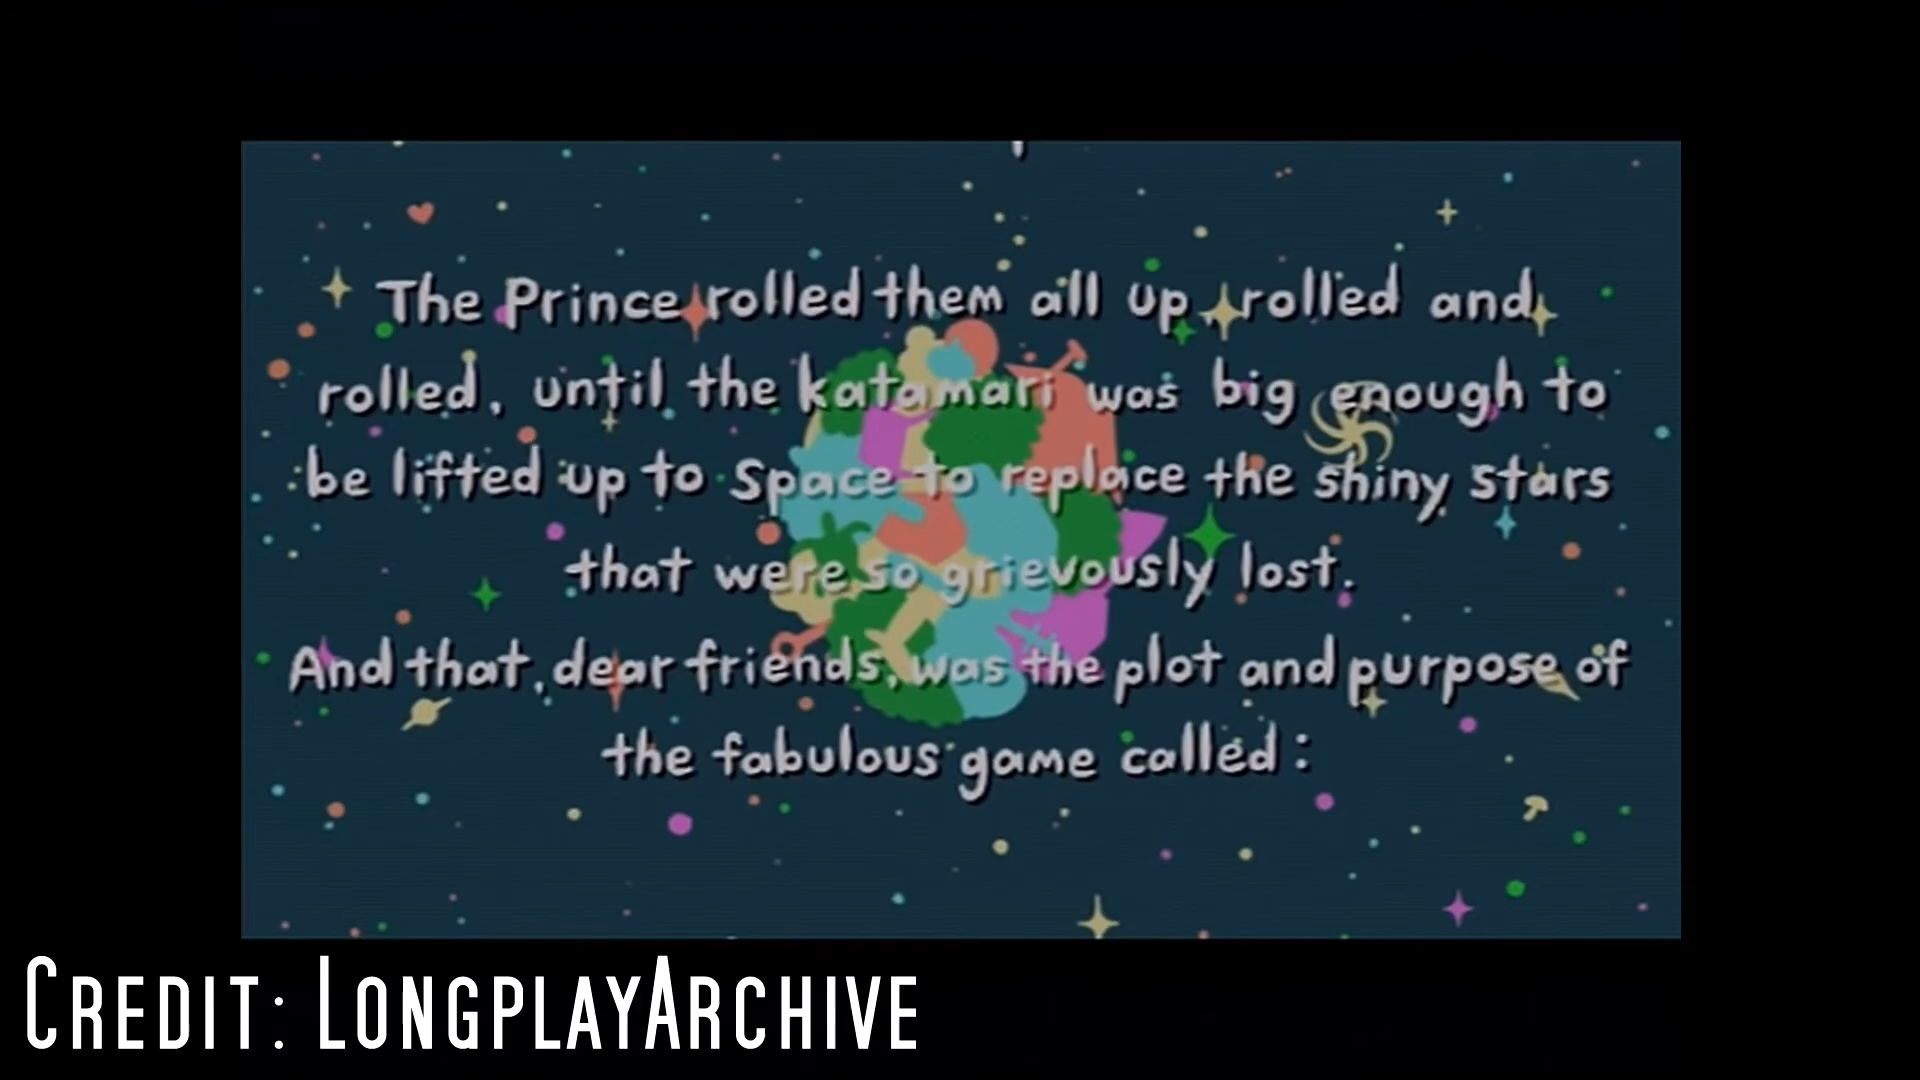 The Prince rolled them all up, rolled and
rolled, until the katamari was big enough to
be lifted up to space to replace the shiny stars
that were so grievously lost.
And that, dear friends, was the plot and purpose of
the fabulous game called:
Credit: LongplayArchive